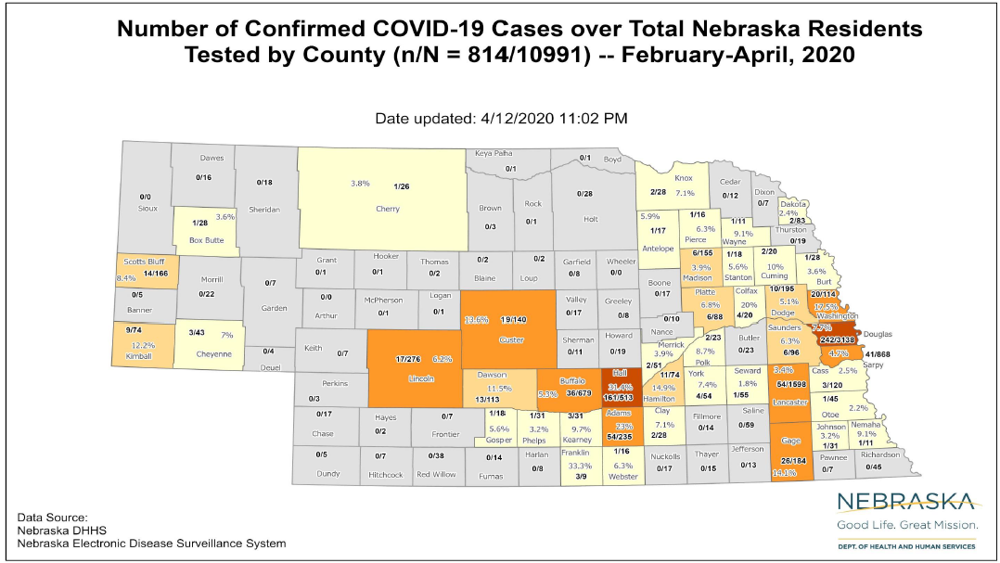 Number of Confirmed COVID-19 Cases over Total Nebraska Residents
Tested by County (n/N = 814/10991) -- February-April, 2020
Date updated: 4/12/2020 11:02 PM
0/0
Sioux
Dawes
0/16
0/18
Sheridan
1/28
3.6%
Box Butte
3.8%
1/26
Cherry
Keya Paha
0/1
0/1
Boyd
Brown
0/3
Rock
0/1
0/28
Holt
2/28
Knox
7.1%
Cedar
0/12
Dixon
0/7
Dakota
2.4%
2/83
5.9%
1/17
Antelope
1/16
6.3%
Pierce
1/11
9.1%
Wayne
Thurston
0/19
Scotts Bluff
14/166
8.4%
Morrill
0/22
0/7
Garden
Grant
0/1
Hooker
0/1
Thomas
0/2
0/2
Blaine
0/2
Loup
Garfield
0/8
Wheeler
0/0
Boone
0/17
6/155
3.9%
Madison
1/18
5.6%
Stanton
2/20
10%
Cuming
1/28
3.6%
Burt
0/5
Banner
0/0
Arthur
McPherson
0/1
Logan
0/1
13.6%
19/140
Custer
Valley
0/17
Greeley
0/8
0/10
Nance
Platte
6.8%
6/88
Colfax
20%
4/20
10/195
5.1%
Dodge
20/114
17.5%
Washington
9/74
12.2%
Kimball
3/43
7%
Cheyenne
0/4
Deuel
Keith
0/7
17/276
6.2%
Lincoln
Sherman
0/11
Howard
0/19
Merrick
3.9%
2/51
2/23
8.7%
Polk
Butler
0/23
Saunders
6.3%
6/96
7.7%
242/3138
Douglas
4.7%
41/868
Sarpy
Perkins
0/3
Dawson
11.5%
13/113
Buffalo
5.3%
36/679
Hall
31.4%
161/513
11/74
14.9%
Hamilton
York
7.4%
4/54
Seward
1.8%
1/55
3.4%
54/1598
Lancaster
Cass
2.5%
3/120
1/45
2.2%
Otoe
0/17
Chase
Hayes
0/2
0/7
Frontier
1/18
5.6%
Gosper
1/31
3.2%
Phelps
3/31
9.7%
Kearney
Adams
23%
54/235
Clay
7.1%
2/28
Fillmore
0/14
Saline
0/59
Gage
26/184
14.1%
Johnson
3.2%
1/31
Nemaha
9.1%
1/11
0/5
Dundy
0/7
Hitchcock
0/38
Red Willow
0/14
Furnas
Harlan
0/8
Franklin
33.3%
3/9
1/16
6.3%
Webster
Nuckolls
0/17
Thayer
0/15
Jefferson
0/13
Pawnee
0/7
Richardson
0/45
Data Source:
Nebraska DHHS
Nebraska Electronic Disease Surveillance System
NEBRASKA
Good Life. Great Mission.
DEPT. OF HEALTH AND HUMAN SERVICES